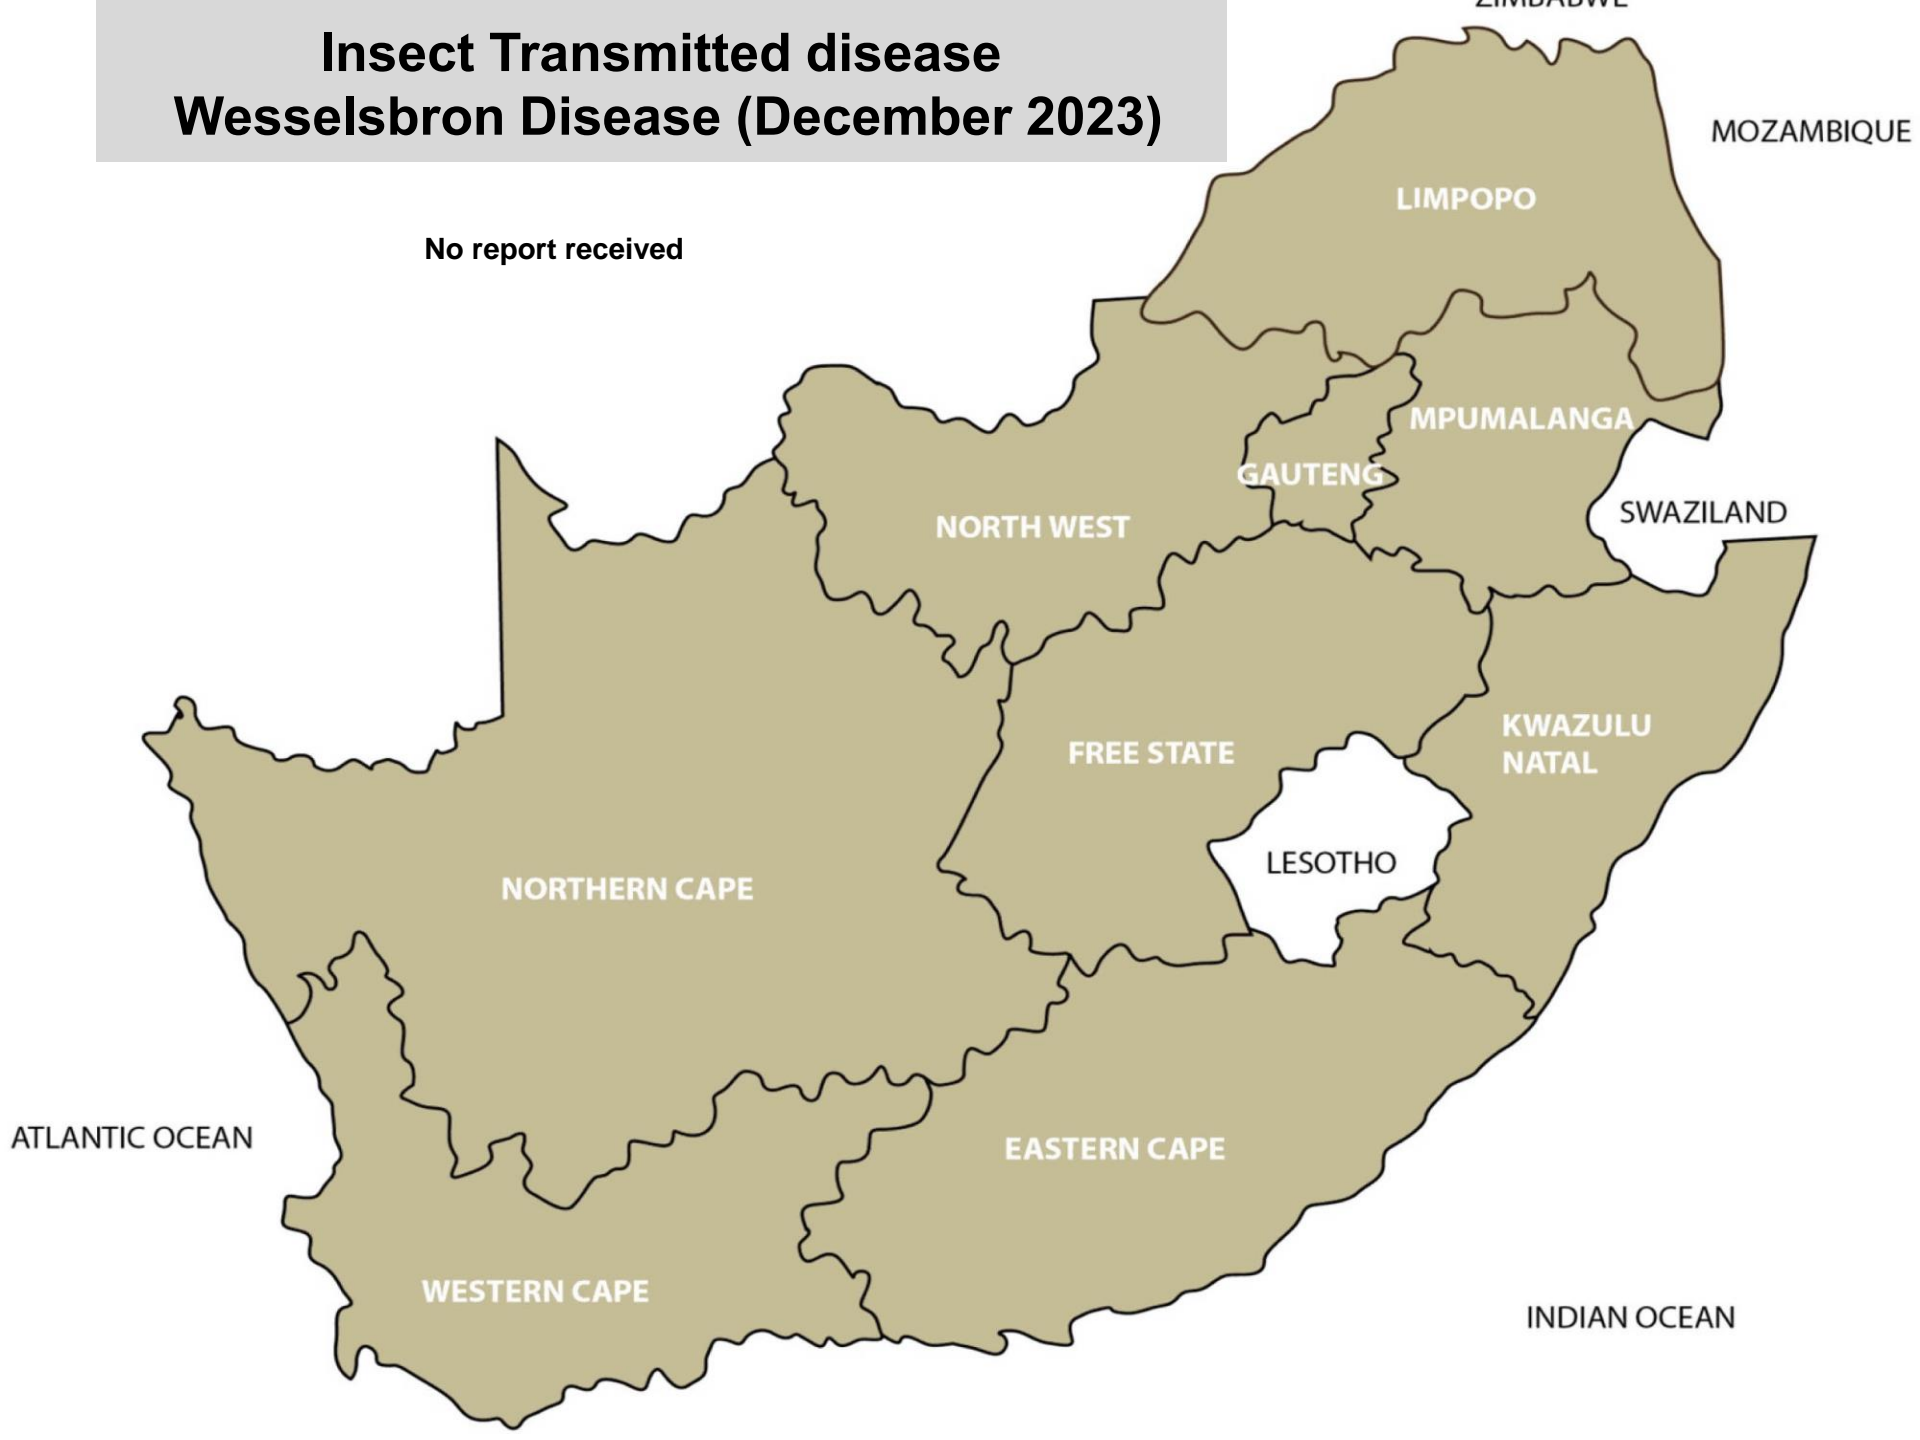 ZIMBABWE
Insect Transmitted disease
Wesselsbron Disease (December 2023)
MOZAMBIQUE
LIMPOPO
No report received
MPUMALANGA
GAUTENG
SWAZILAND
NORTH WEST
KWAZULU
NATAL
FREE STATE
LESOTHO
NORTHERN CAPE
ATLANTIC OCEAN
EASTERN CAPE
WESTERN CAPE
INDIAN OCEAN